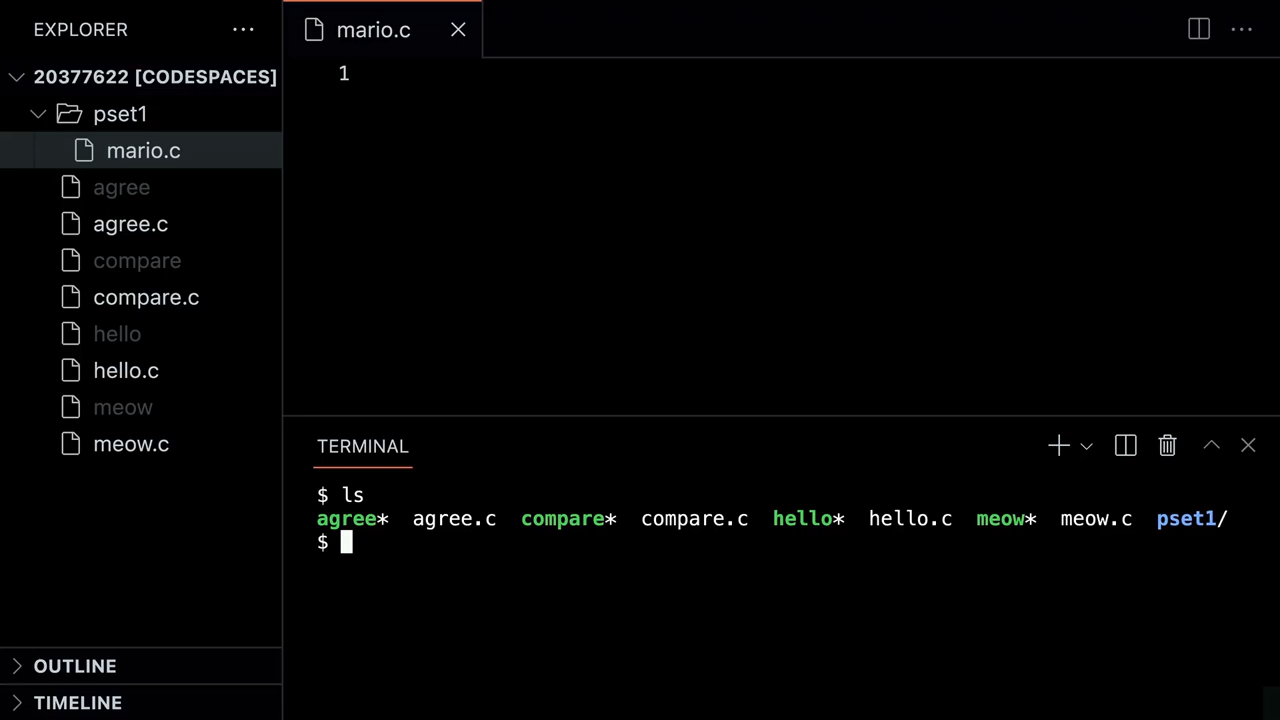 EXPLORER
20377622 [CODESPACES]
pset1
mario.c
agree
agree.c
compare
compare.c
hello
hello.c
meow
meow.c
OUTLINE
TIMELINE
mario.c
1
TERMINAL
$ ls
agree* agree.c compare* compare.c hello* hello.c meow* meow.c pset1/
$